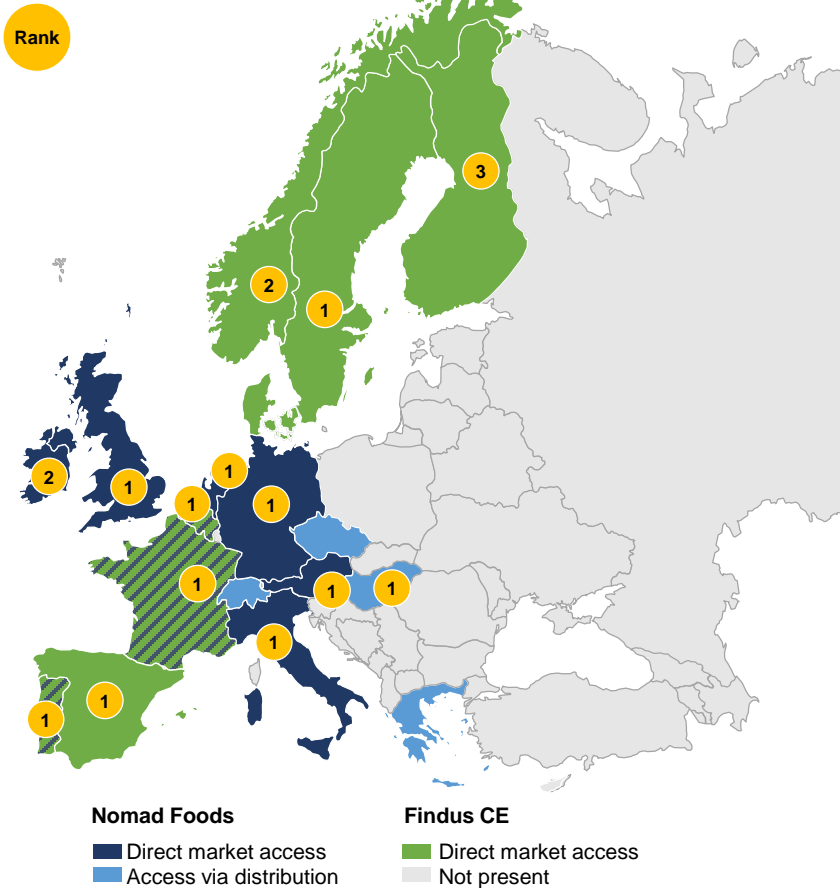 Rank
3
2
1
2
1
1
1
1
1
1
1
1
1
1
Nomad Foods
Findus CE
Direct market access
Direct market access
Access via distribution
Not present